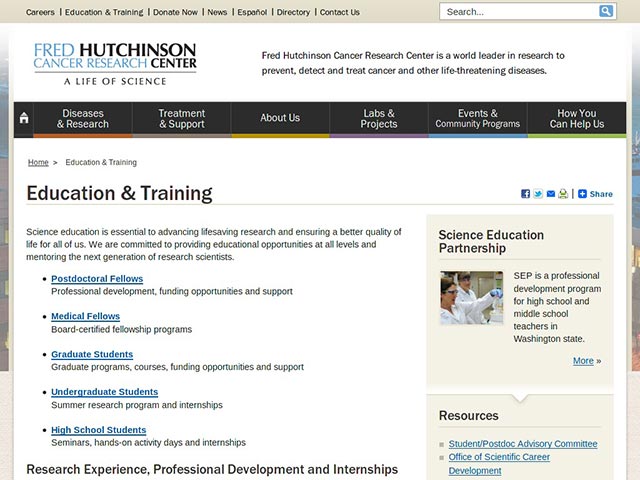 Careers | Education & Training | Donate Now | News | Español | Directory | Contact Us
Search...
FRED HUTCHINSON
CANCER RESEARCH CENTER
A LIFE OF SCIENCE
Fred Hutchinson Cancer Research Center is a world leader in research to
prevent, detect and treat cancer and other life-threatening diseases.
Diseases
& Research
Treatment
& Support
About Us
Labs &
Projects
Events &
Community Programs
How You
Can Help Us
Home > Education & Training
Education & Training
Share
Science education is essential to advancing lifesaving research and ensuring a better quality of
life for all of us. We are committed to providing educational opportunities at all levels and
mentoring the next generation of research scientists.
Postdoctoral Fellows
Professional development, funding opportunities and support
Medical Fellows
Board-certified fellowship programs
Graduate Students
Graduate programs, courses, funding opportunities and support
Undergraduate Students
Summer research program and internships
High School Students
Seminars, hands-on activity days and internships
Research Experience, Professional Development and Internships
Science Education
Partnership
SEP is a professional
development program
for high school and
middle school
teachers in
Washington state.
More »
Resources
Student/Postdoc Advisory Committee
Office of Scientific Career
Development